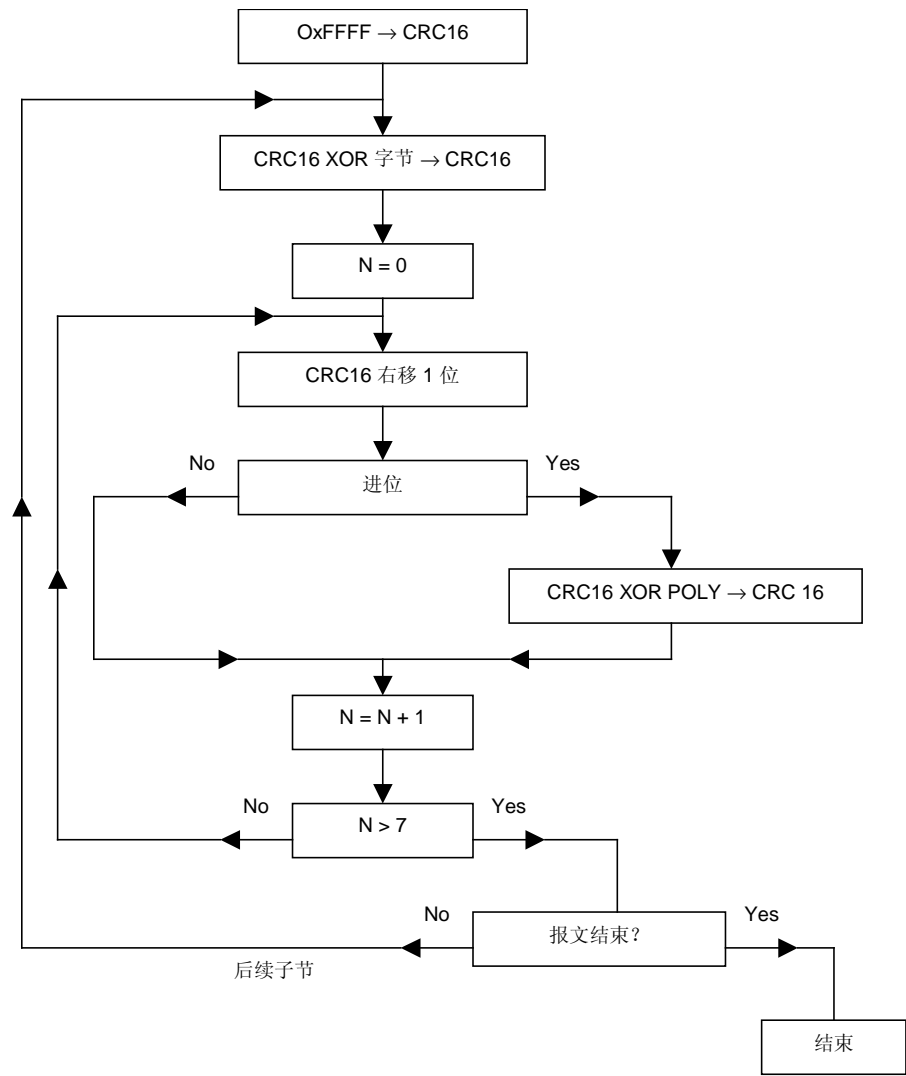 OxFFFF → CRC16
CRC16 XOR 字节 → CRC16
N = 0
CRC16 右移 1 位
No
进位
Yes
CRC16 XOR POLY → CRC 16
N = N + 1
No
N > 7
Yes
No
报文结束？
Yes
后续子节
结束